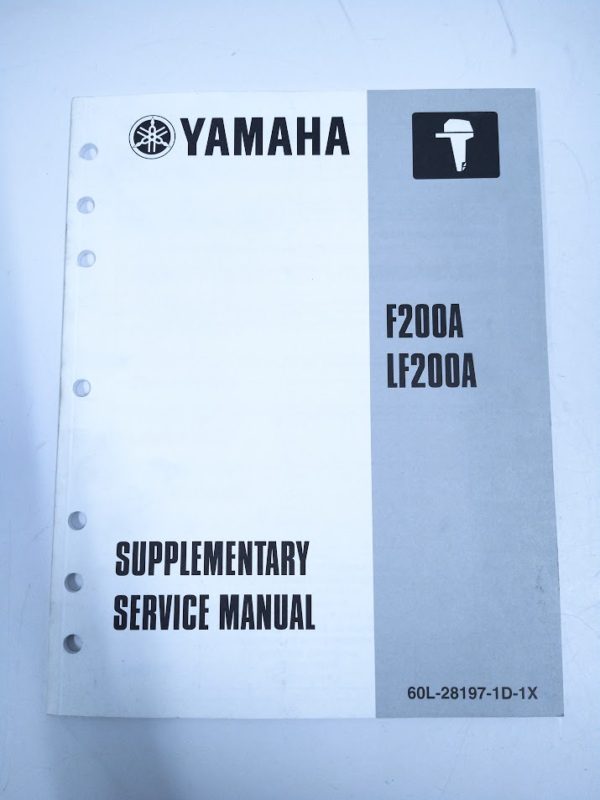 YAMAHA
F200A
LF200A
SUPPLEMENTARY
SERVICE MANUAL
60L-28197-1D-1X